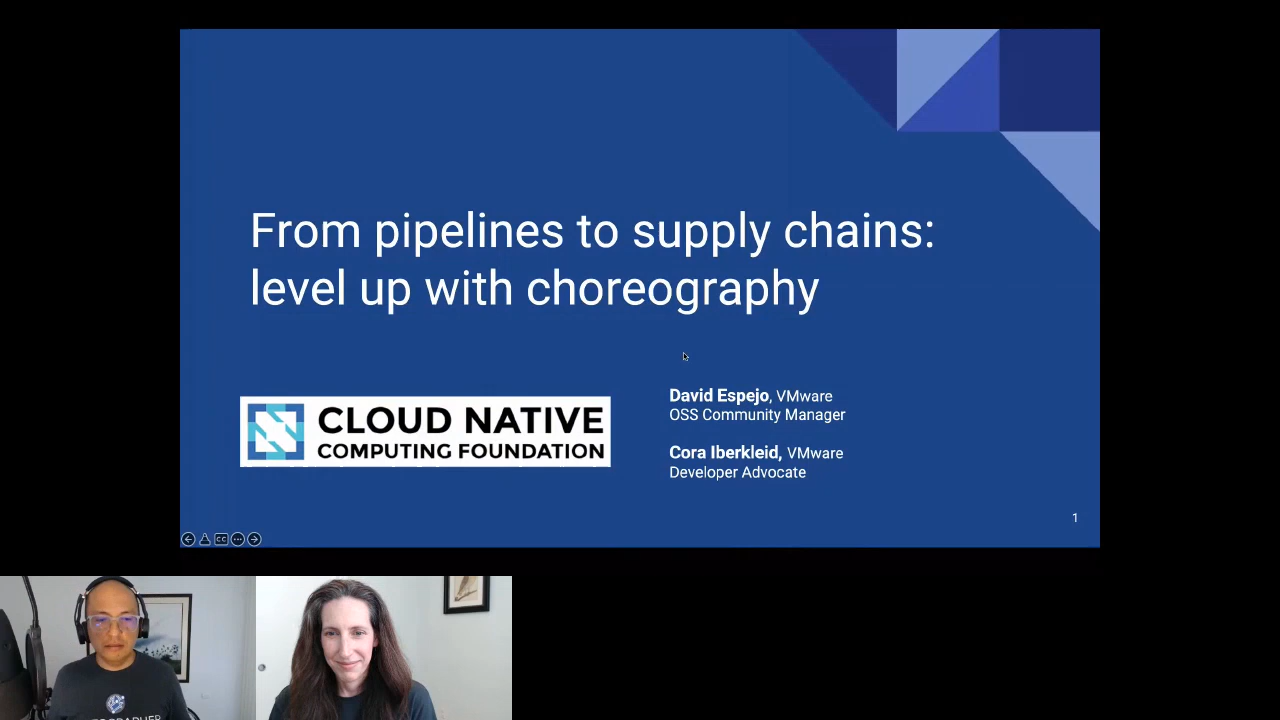 From pipelines to supply chains:
level up with choreography
CLOUD NATIVE
COMPUTING FOUNDATION
David Espejo, VMware
OSS Community Manager
Cora Iberkleid, VMware
Developer Advocate
1
CC